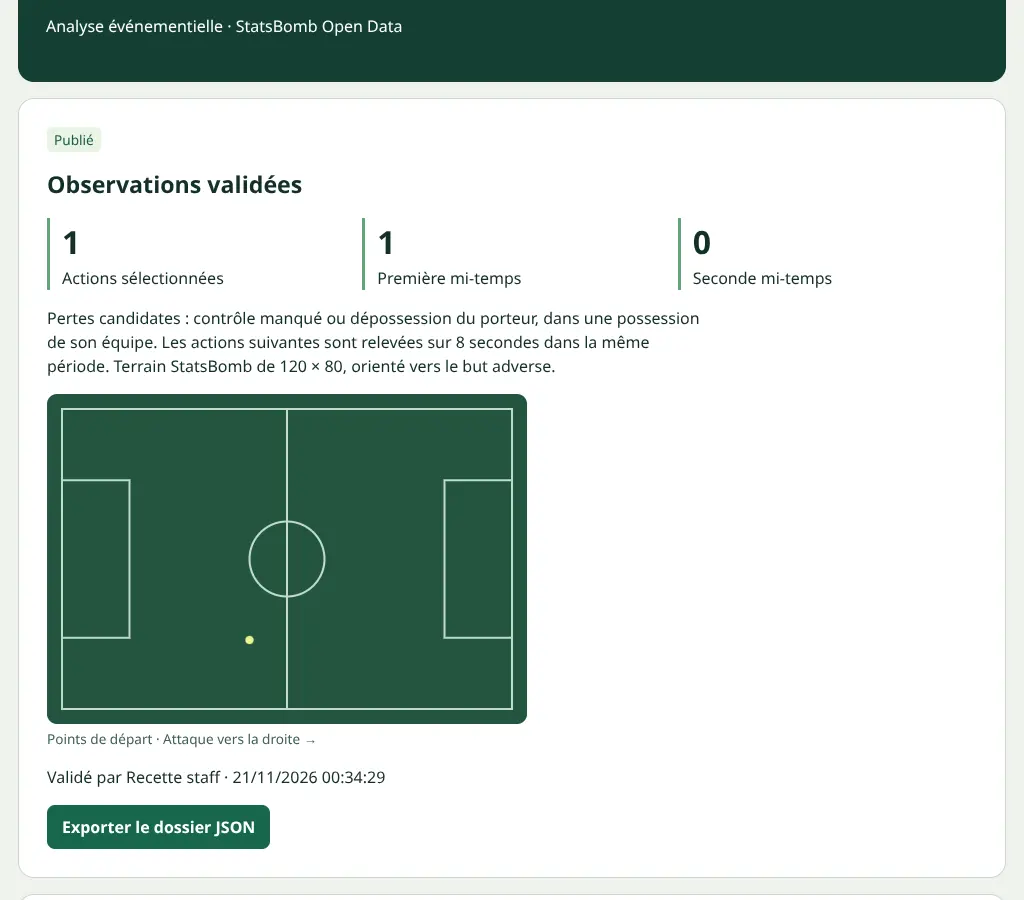 Analyse événementielle · StatsBomb Open Data
Publié
Observations validées
1
Actions sélectionnées
1
Première mi-temps
0
Seconde mi-temps
Pertes candidates : contrôle manqué ou dépossession du porteur, dans une possession
de son équipe. Les actions suivantes sont relevées sur 8 secondes dans la même
période. Terrain StatsBomb de 120 × 80, orienté vers le but adverse.
Points de départ · Attaque vers la droite →
Validé par Recette staff · 21/11/2026 00:34:29
Exporter le dossier JSON